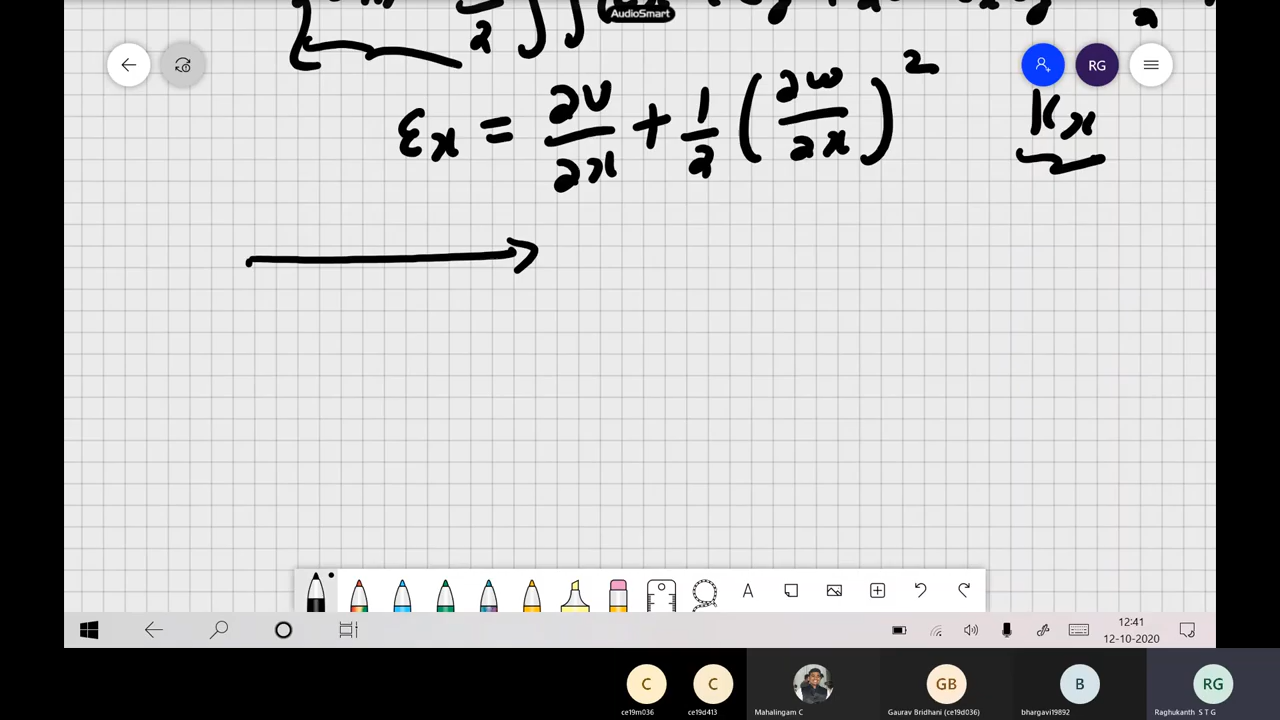 AudioSmart
2
RG
εx = ∂U/∂x + 1/2 (∂w/∂x)^2 Kx
A
12:41
12-10-2020
C C GB B RG
ce19m036 ce19d413 Mahalingam C Gaurav Bridhani (ce19d036) bhargavi19892 Raghukanth S T G